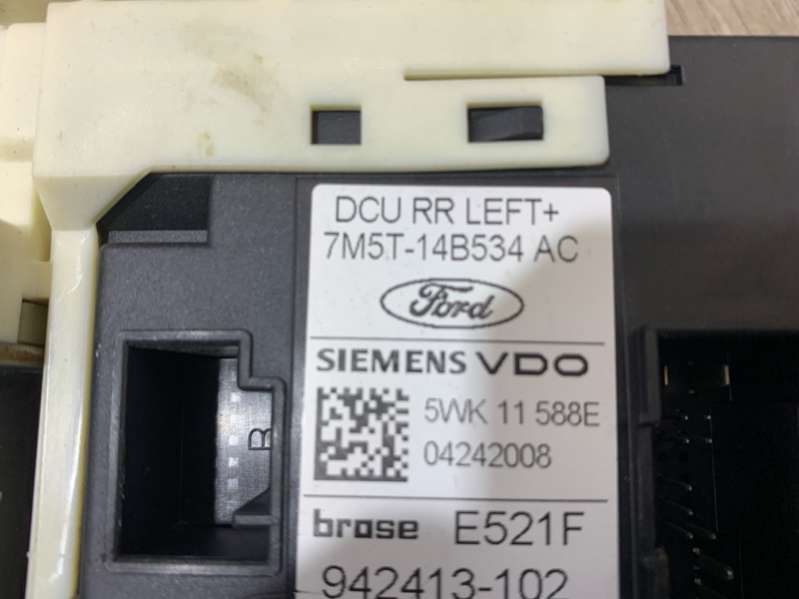 DCU RR LEFT+
7M5T-14B534 AC
Ford
SIEMENS VDO
5WK 11 588E
04242008
B
brose E521F
942413-102